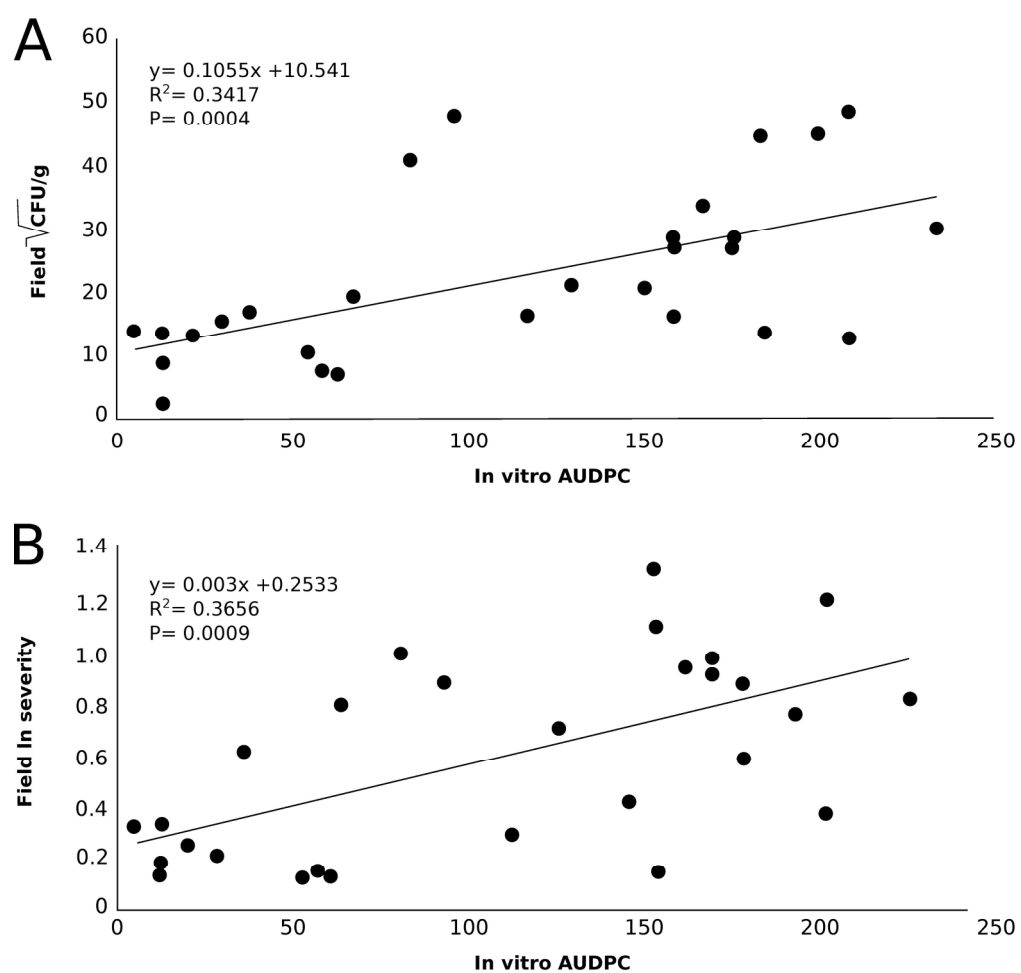 A
60
y= 0.1055x +10.541
R²= 0.3417
P= 0.0004
50
40
30
20
10
0
Field √CFU/g
0 50 100 150 200 250
In vitro AUDPC
B
1.4
y= 0.003x +0.2533
R²= 0.3656
P= 0.0009
1.2
1.0
0.8
0.6
0.4
0.2
0
Field In severity
0 50 100 150 200 250
In vitro AUDPC